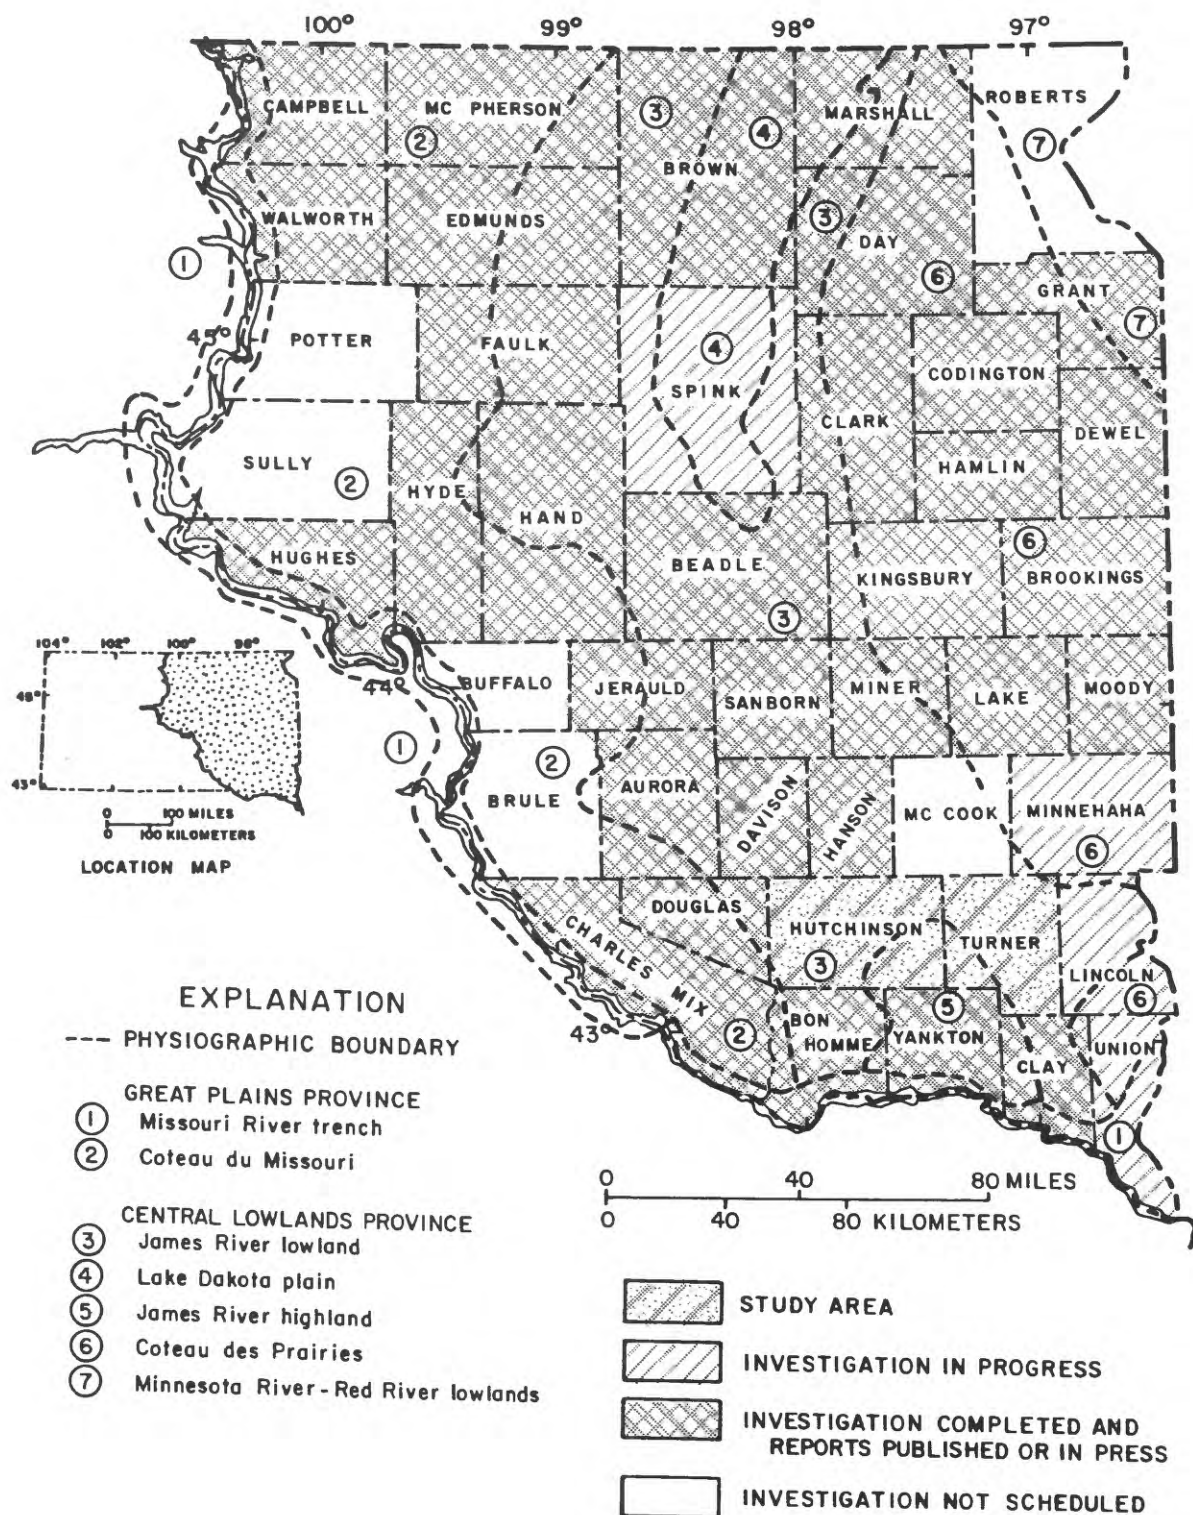 100° 99° 98° 97°
CAMPBELL MC PHERSON 3 4 MARSHALL ROBERTS
2 7
BROWN
WALWORTH EDMUNDS 3 DAY
1 6 GRANT
45° POTTER FAULK 4 CODINGTON 7
SPINK CLARK DEWEL
SULLY 2 HYDE HAND HAMLIN
HUGHES BEADLE KINGSBURY 6 BROOKINGS
3
104° 102° 100° 98°
45°
43°
0 100 MILES
0 100 KILOMETERS
LOCATION MAP
44° BUFFALO JERAULD SANBORN MINER LAKE MOODY
1 2
BRULE AURORA DAVISON HANSON MC COOK MINNEHAHA
6
DOUGLAS HUTCHINSON TURNER
CHARLES MIX 3 LINCOLN
5 6
43° 2 BON HOMME YANKTON CLAY UNION
1
EXPLANATION
--- PHYSIOGRAPHIC BOUNDARY
GREAT PLAINS PROVINCE
1 Missouri River trench
2 Coteau du Missouri
CENTRAL LOWLANDS PROVINCE
3 James River lowland
4 Lake Dakota plain
5 James River highland
6 Coteau des Prairies
7 Minnesota River-Red River lowlands
0 40 80 MILES
0 40 80 KILOMETERS
STUDY AREA
INVESTIGATION IN PROGRESS
INVESTIGATION COMPLETED AND
REPORTS PUBLISHED OR IN PRESS
INVESTIGATION NOT SCHEDULED